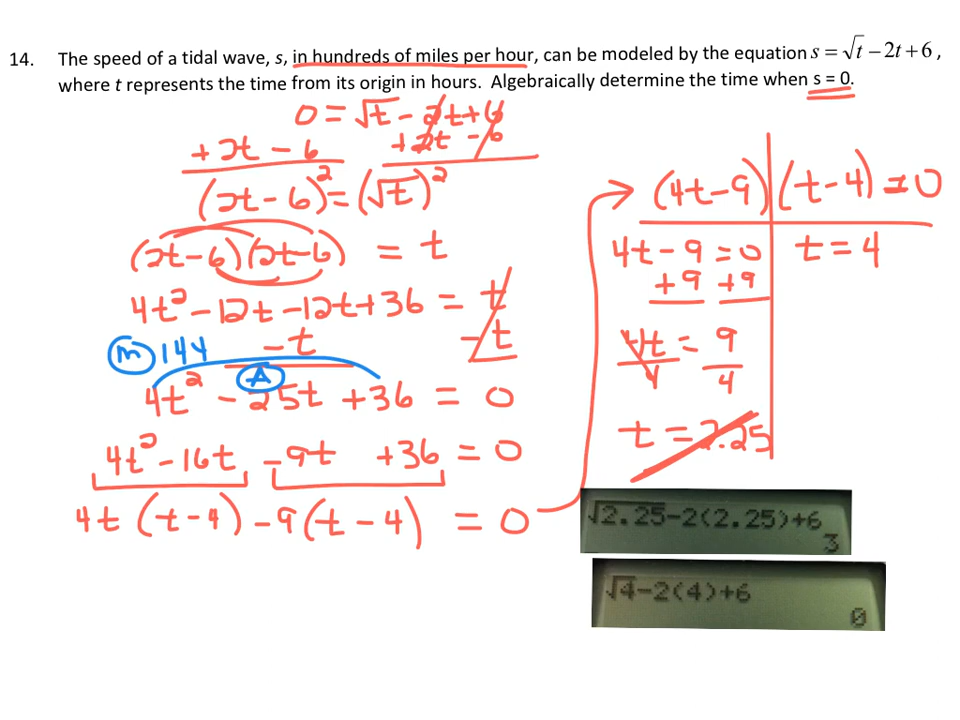 14. The speed of a tidal wave, s, in hundreds of miles per hour, can be modeled by the equation s = √t − 2t + 6,
where t represents the time from its origin in hours. Algebraically determine the time when s = 0.
0 = √t - 2t + 6
+ 2t - 6 + 2t - 6
(2t - 6)² = (√t)²
(2t - 6)(2t - 6) = t
4t² - 12t - 12t + 36 = t
(m) 144 - t - t
(A)
4t² - 25t + 36 = 0
4t² - 16t - 9t + 36 = 0
4t (t - 4) - 9 (t - 4) = 0
(4t - 9) (t - 4) = 0
4t - 9 = 0 t = 4
+ 9 + 9
4t = 9
4 4
t = 2.25
√2.25-2(2.25)+6
3
√4-2(4)+6
0